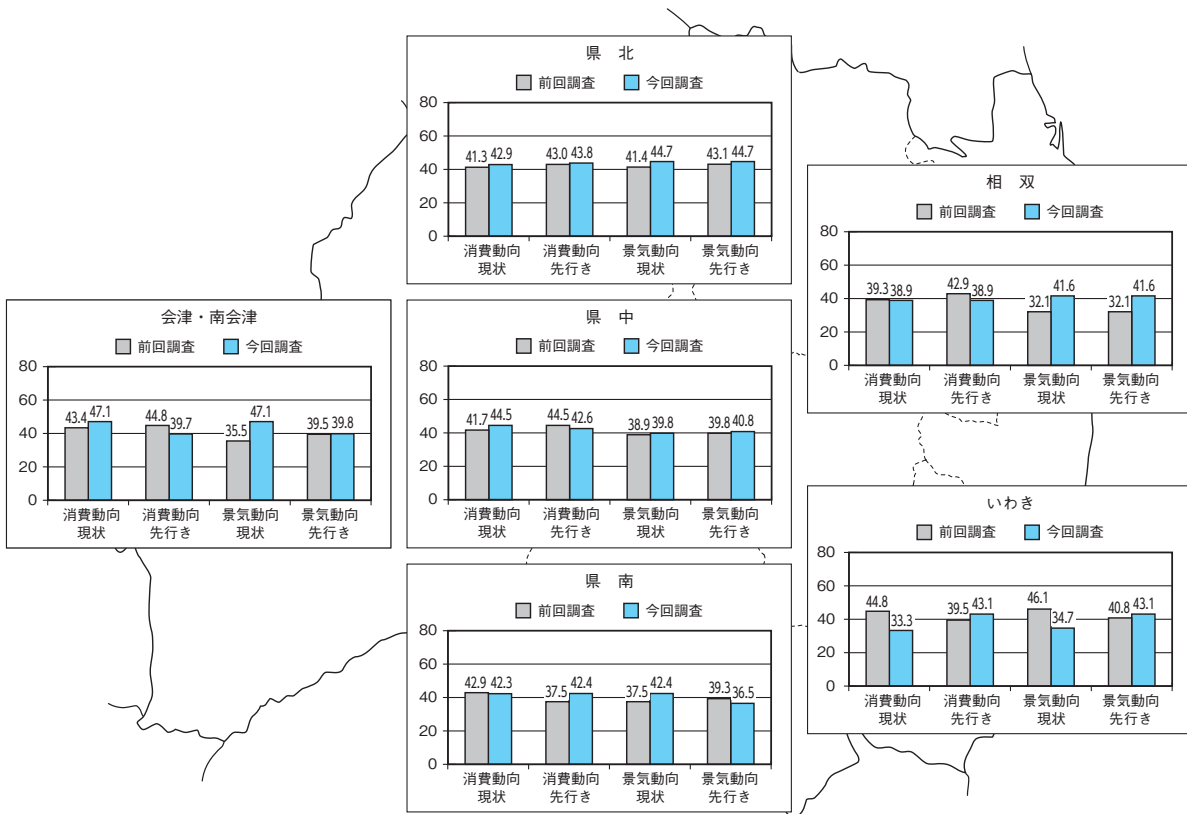 県 北
前回調査 今回調査
80
60
40
20
0
41.3 42.9 43.0 43.8 41.4 44.7 43.1 44.7
消費動向 消費動向 景気動向 景気動向
現状 先行き 現状 先行き
相 双
前回調査 今回調査
80
60
40
20
0
39.3 38.9 42.9 38.9 32.1 41.6 32.1 41.6
消費動向 消費動向 景気動向 景気動向
現状 先行き 現状 先行き
会津・南会津
前回調査 今回調査
80
60
40
20
0
43.4 47.1 44.8 39.7 35.5 47.1 39.5 39.8
消費動向 消費動向 景気動向 景気動向
現状 先行き 現状 先行き
県 中
前回調査 今回調査
80
60
40
20
0
41.7 44.5 44.5 42.6 38.9 39.8 39.8 40.8
消費動向 消費動向 景気動向 景気動向
現状 先行き 現状 先行き
いわき
前回調査 今回調査
80
60
40
20
0
44.8 33.3 39.5 43.1 46.1 34.7 40.8 43.1
消費動向 消費動向 景気動向 景気動向
現状 先行き 現状 先行き
県 南
前回調査 今回調査
80
60
40
20
0
42.9 42.3 37.5 42.4 37.5 42.4 39.3 36.5
消費動向 消費動向 景気動向 景気動向
現状 先行き 現状 先行き